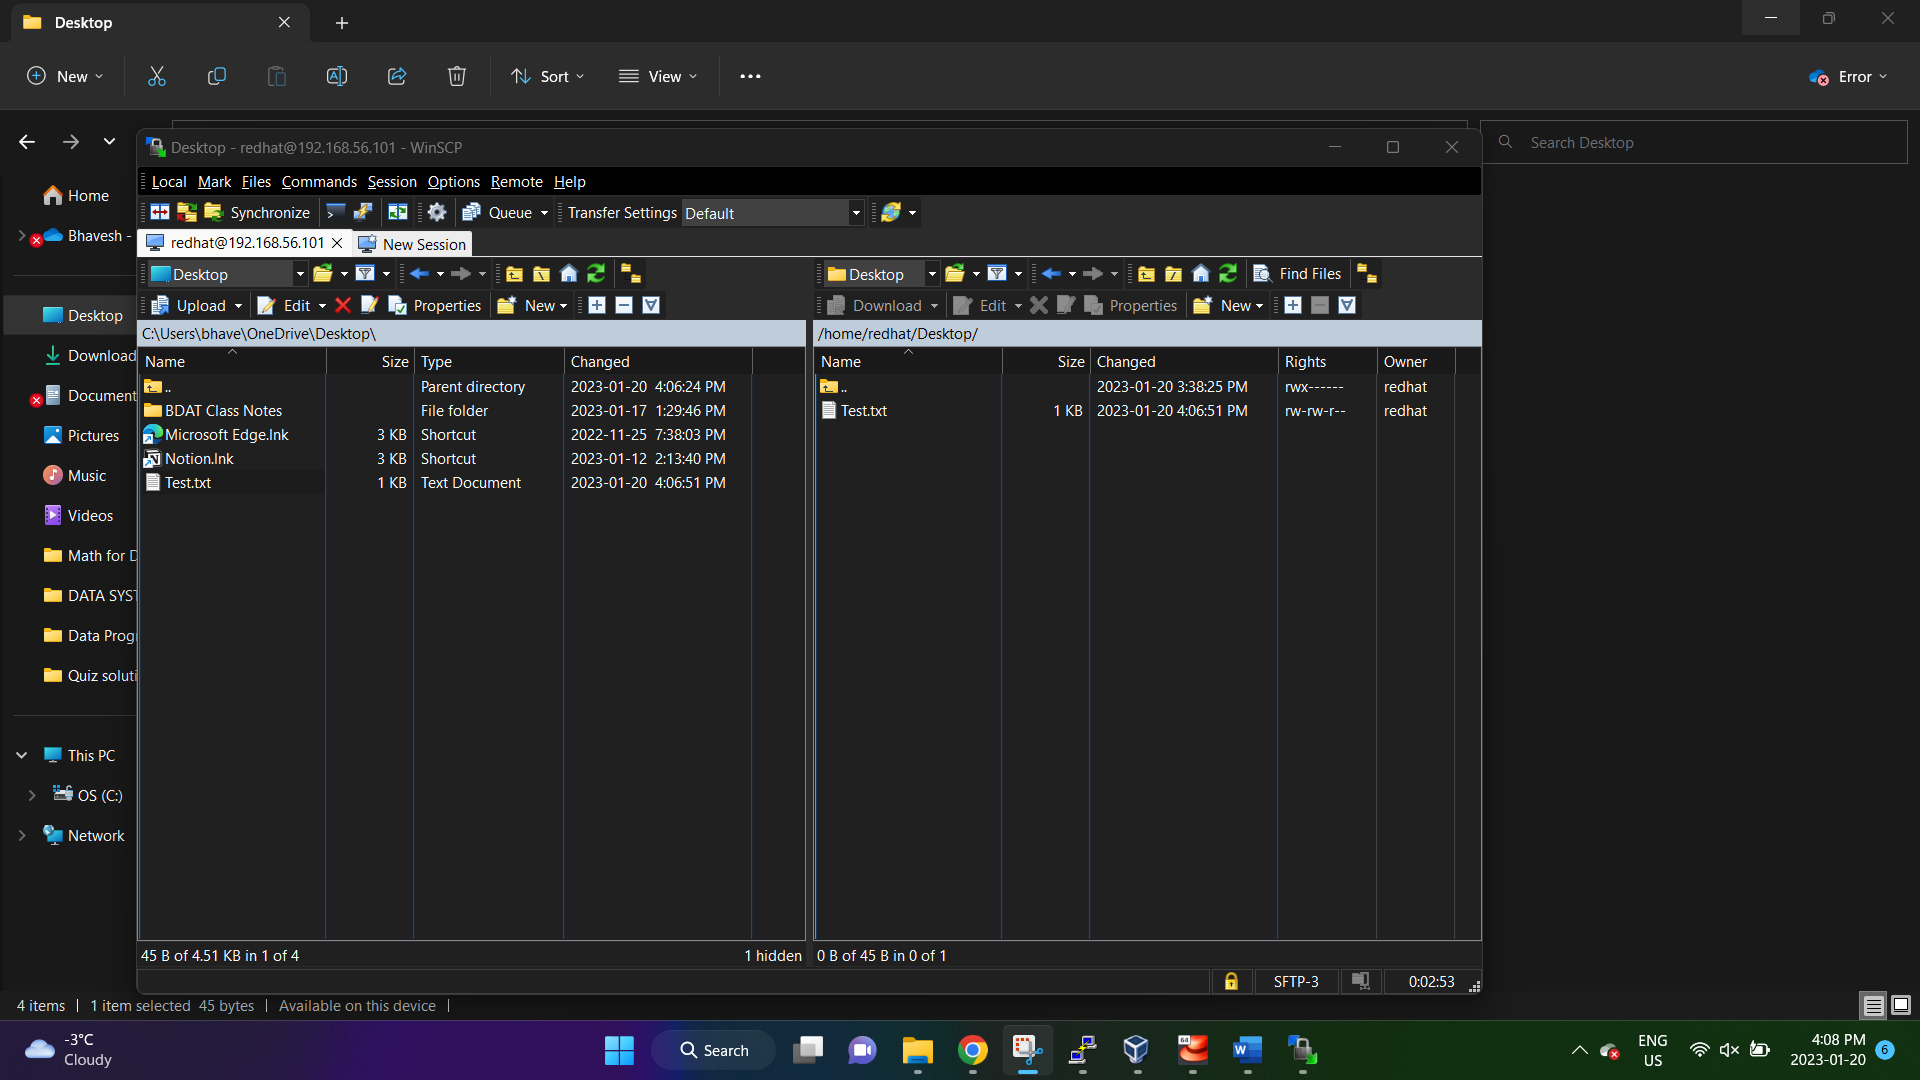 Desktop
New
Sort
View
Error
Search Desktop
Desktop - redhat@192.168.56.101 - WinSCP
Local Mark Files Commands Session Options Remote Help
Synchronize
Queue
Transfer Settings Default
redhat@192.168.56.101
New Session
Desktop
Desktop
Find Files
Upload
Edit
Properties
New
Download
Edit
Properties
New
C:\Users\bhave\OneDrive\Desktop\
/home/redhat/Desktop/
Name Size Type Changed
.. Parent directory 2023-01-20 4:06:24 PM
BDAT Class Notes File folder 2023-01-17 1:29:46 PM
Microsoft Edge.lnk 3 KB Shortcut 2022-11-25 7:38:03 PM
Notion.lnk 3 KB Shortcut 2023-01-12 2:13:40 PM
Test.txt 1 KB Text Document 2023-01-20 4:06:51 PM
Name Size Changed Rights Owner
.. 2023-01-20 3:38:25 PM rwx------ redhat
Test.txt 1 KB 2023-01-20 4:06:51 PM rw-rw-r-- redhat
Home
Bhavesh -
Desktop
Download
Document
Pictures
Music
Videos
Math for D
DATA SYST
Data Progr
Quiz soluti
This PC
OS (C:)
Network
45 B of 4.51 KB in 1 of 4
1 hidden
0 B of 45 B in 0 of 1
SFTP-3
0:02:53
4 items
1 item selected 45 bytes
Available on this device
-3°C
Cloudy
Search
64
ENG
US
4:08 PM
2023-01-20
6